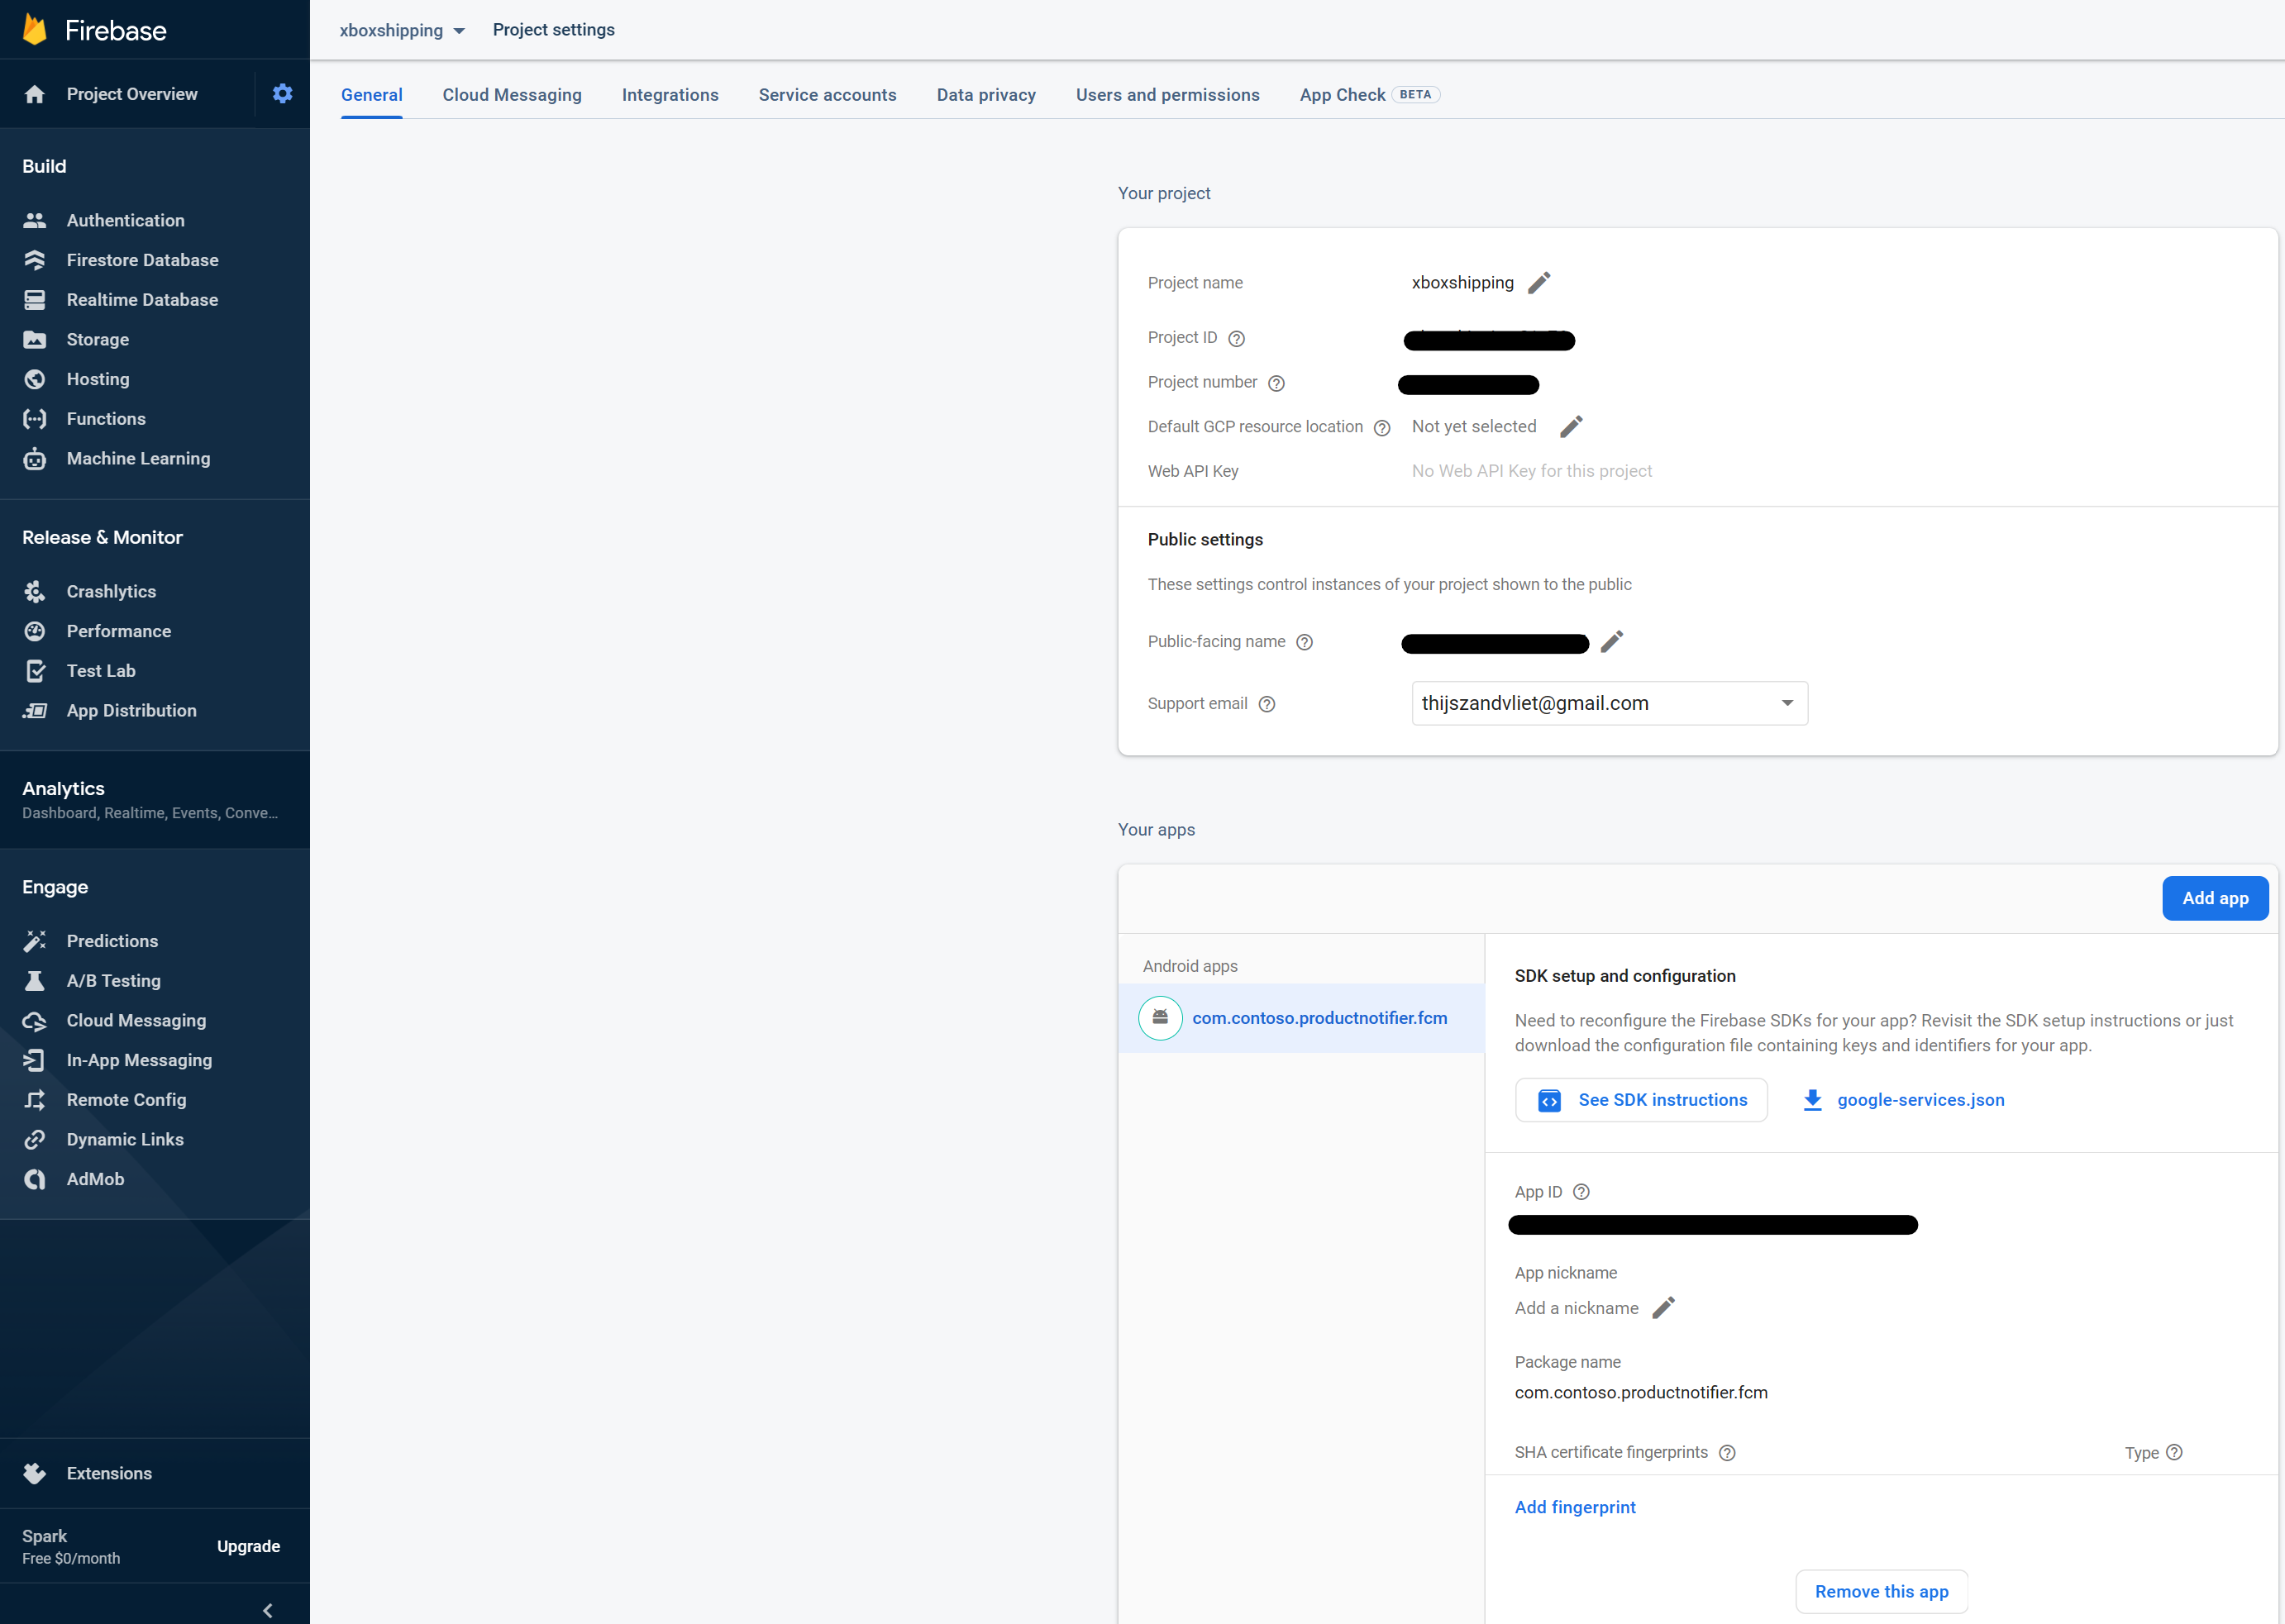 Firebase
xboxshipping
Project settings
Project Overview
General
Cloud Messaging
Integrations
Service accounts
Data privacy
Users and permissions
App Check BETA
Build
Authentication
Firestore Database
Realtime Database
Storage
Hosting
Functions
Machine Learning
Release & Monitor
Crashlytics
Performance
Test Lab
App Distribution
Analytics
Dashboard, Realtime, Events, Conve...
Engage
Predictions
A/B Testing
Cloud Messaging
In-App Messaging
Remote Config
Dynamic Links
AdMob
Extensions
Spark
Free $0/month
Upgrade
Your project
Project name
xboxshipping
Project ID
Project number
Default GCP resource location
Not yet selected
Web API Key
No Web API Key for this project
Public settings
These settings control instances of your project shown to the public
Public-facing name
Support email
thijszandvliet@gmail.com
Your apps
Add app
Android apps
com.contoso.productnotifier.fcm
SDK setup and configuration
Need to reconfigure the Firebase SDKs for your app? Revisit the SDK setup instructions or just
download the configuration file containing keys and identifiers for your app.
See SDK instructions
google-services.json
App ID
App nickname
Add a nickname
Package name
com.contoso.productnotifier.fcm
SHA certificate fingerprints
Type
Add fingerprint
Remove this app